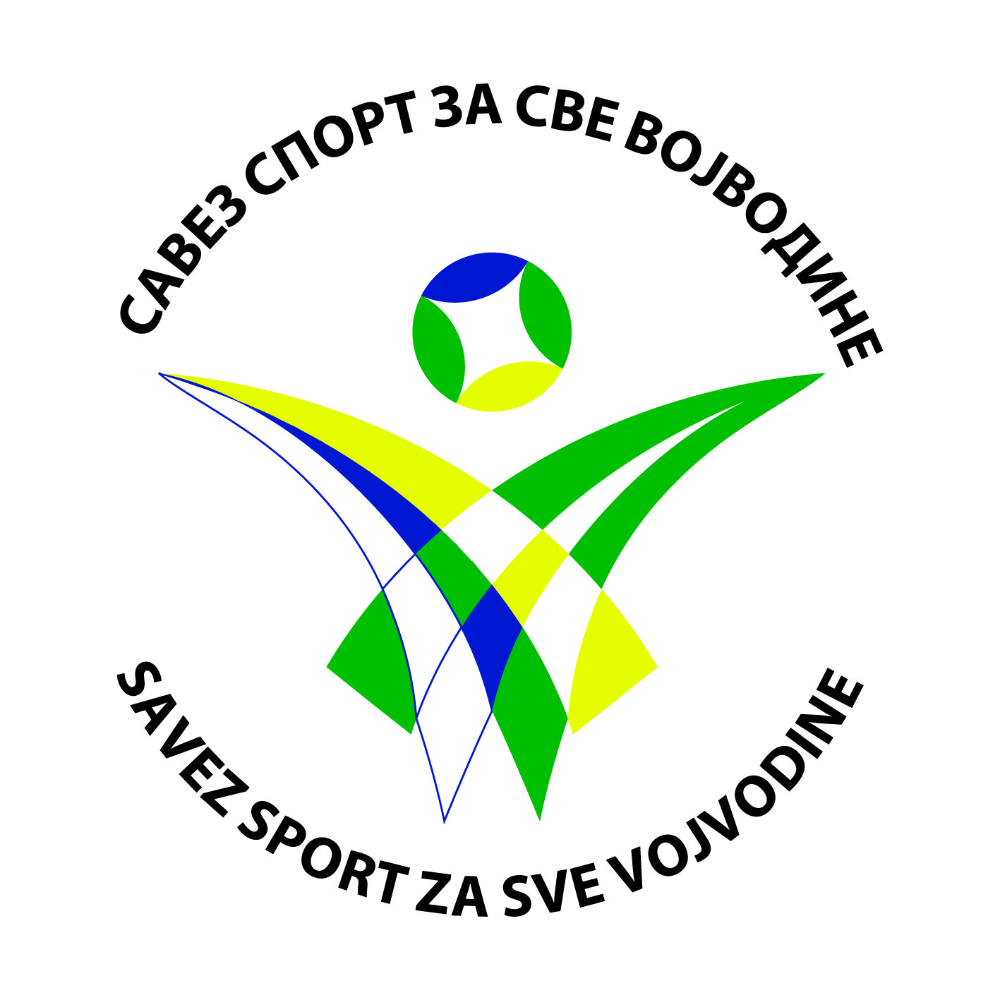 САВЕЗ СПОРТ ЗА СВЕ ВОЈВОДИНЕ
SAVEZ SPORT ZA SVE VOJVODINE